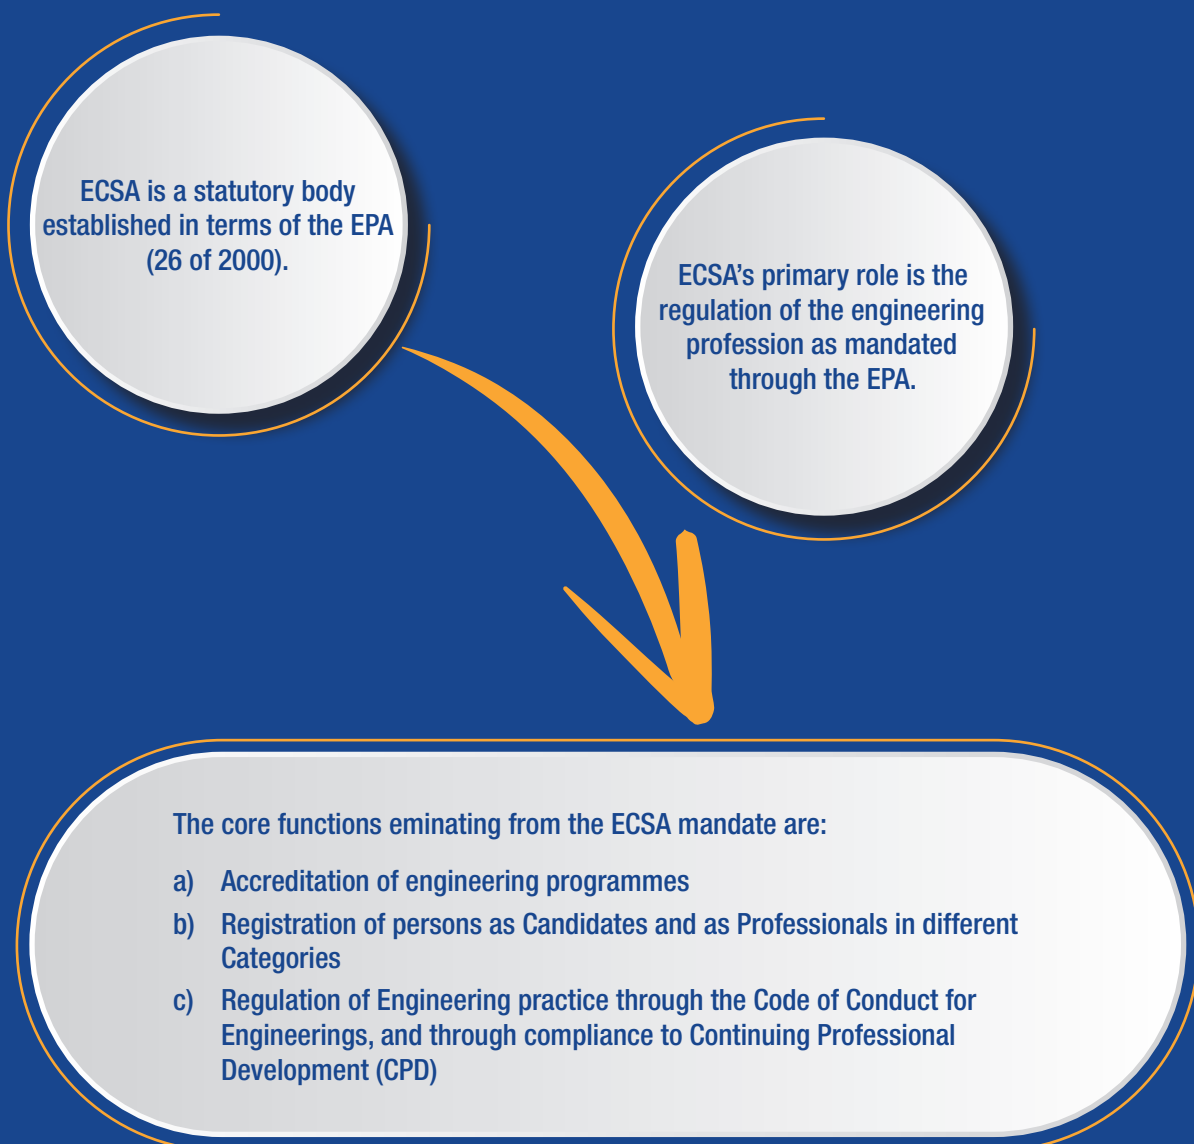 ECSA is a statutory body
established in terms of the EPA
(26 of 2000).
ECSA’s primary role is the
regulation of the engineering
profession as mandated
through the EPA.
The core functions eminating from the ECSA mandate are:
a) Accreditation of engineering programmes
b) Registration of persons as Candidates and as Professionals in different
Categories
c) Regulation of Engineering practice through the Code of Conduct for
Engineerings, and through compliance to Continuing Professional
Development (CPD)